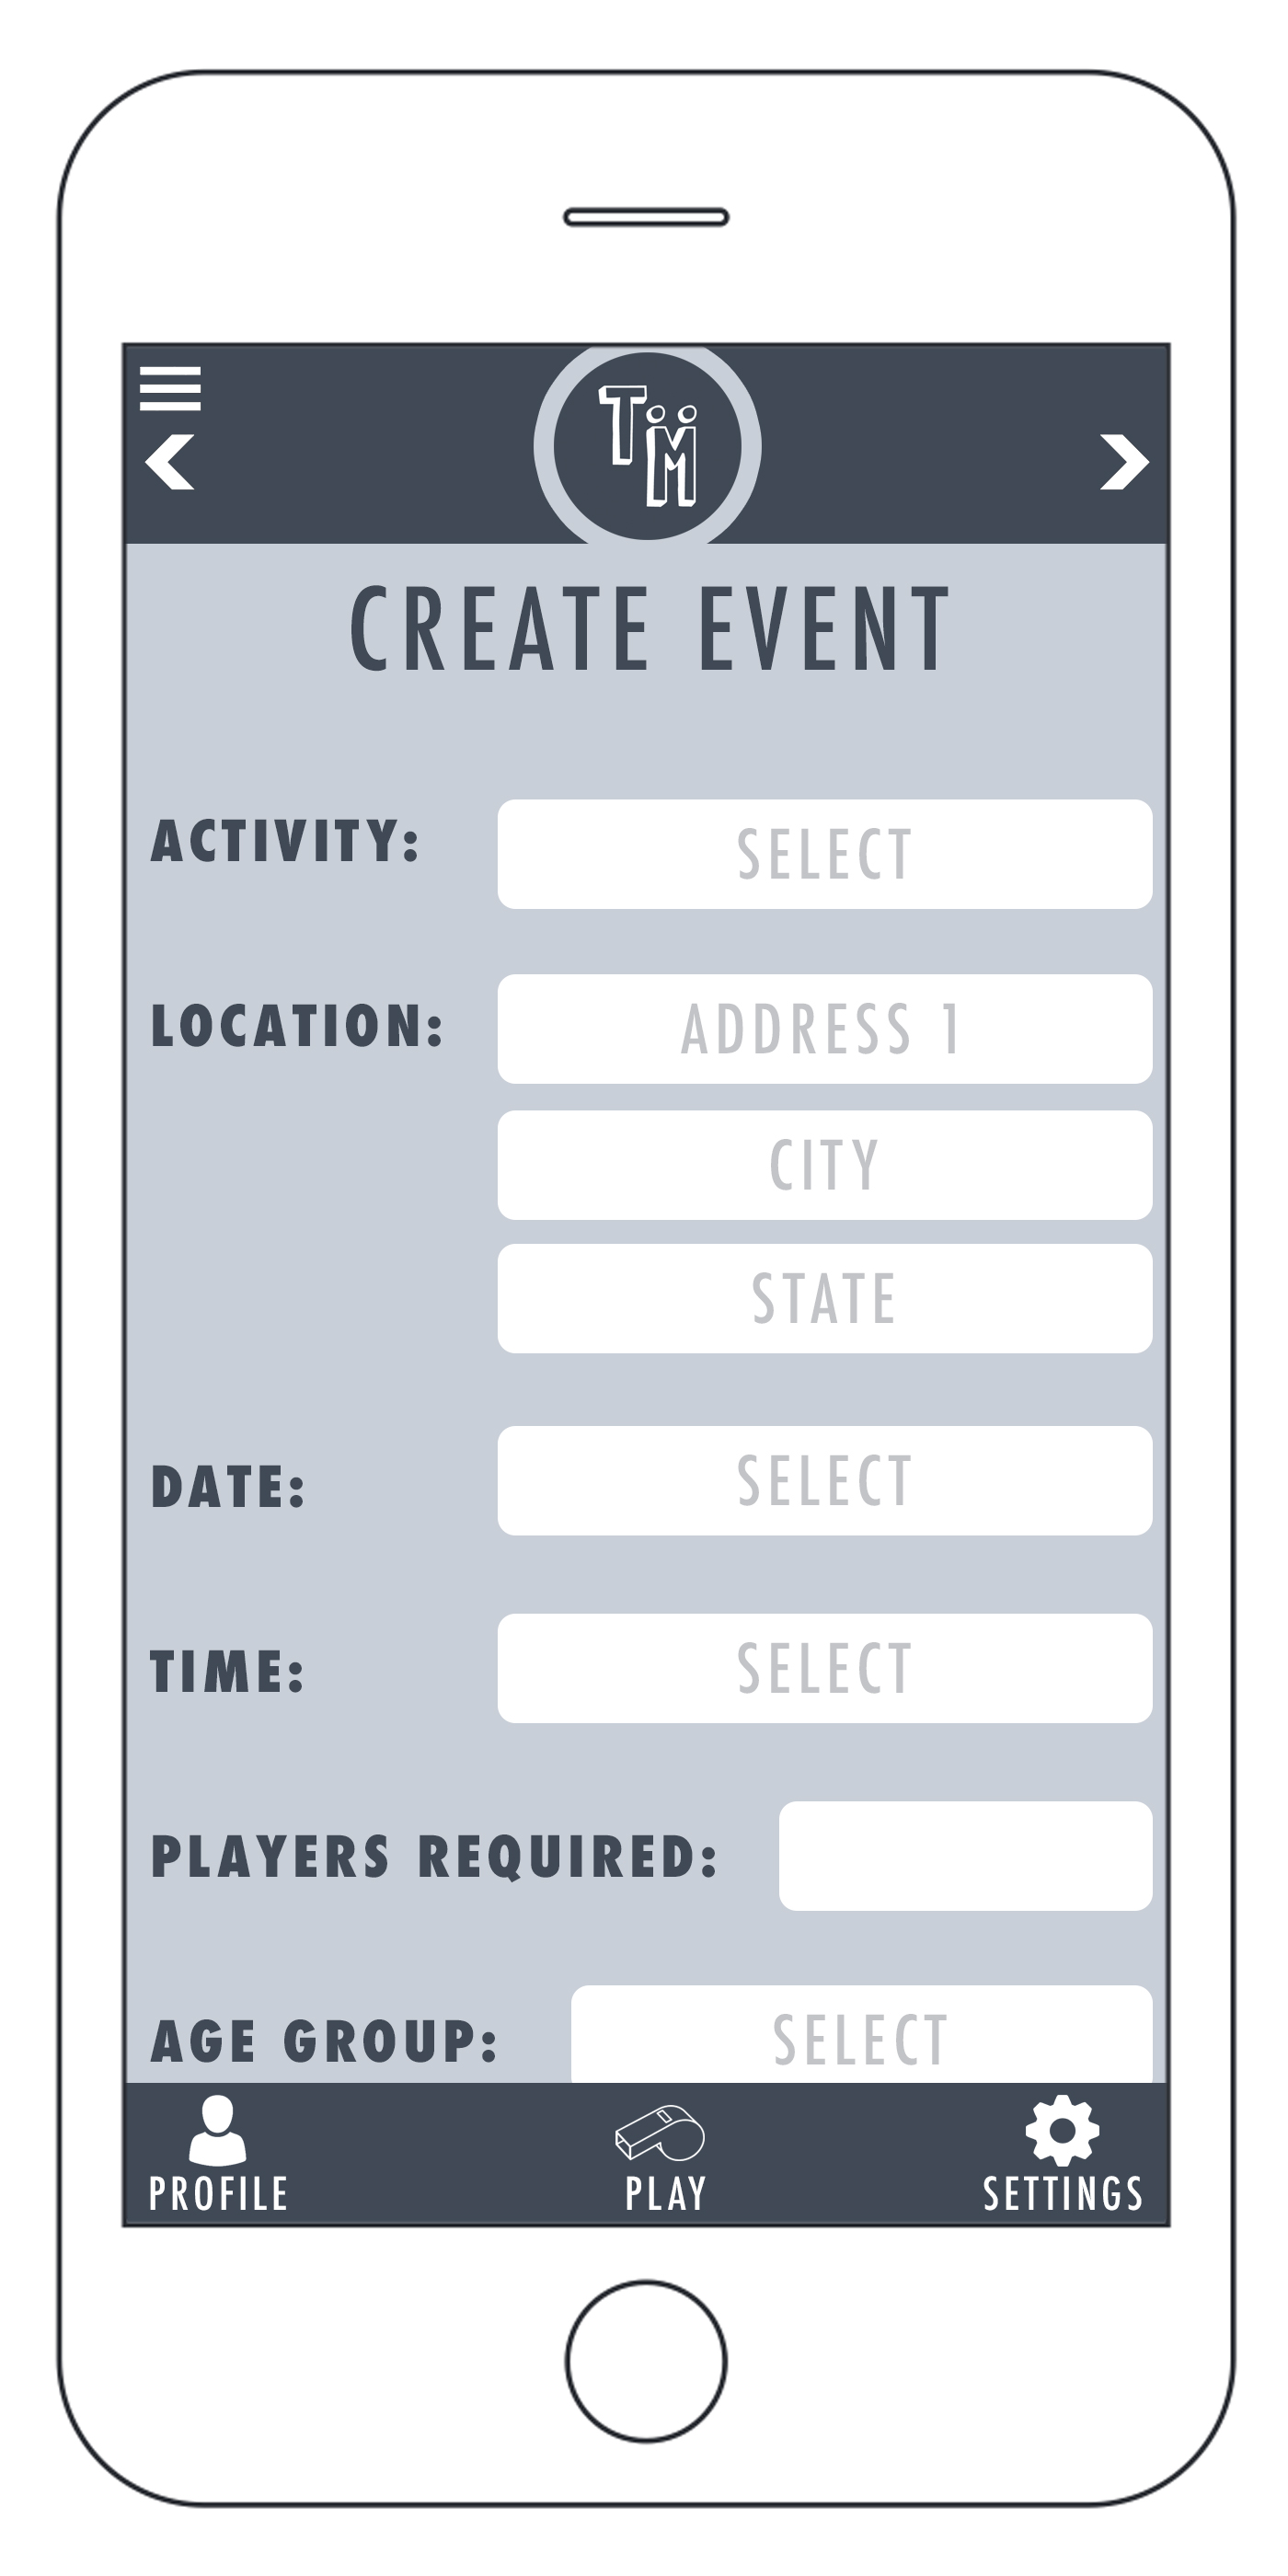 TM
CREATE EVENT
ACTIVITY: SELECT
LOCATION: ADDRESS 1
CITY
STATE
DATE: SELECT
TIME: SELECT
PLAYERS REQUIRED:
AGE GROUP: SELECT
PROFILE PLAY SETTINGS